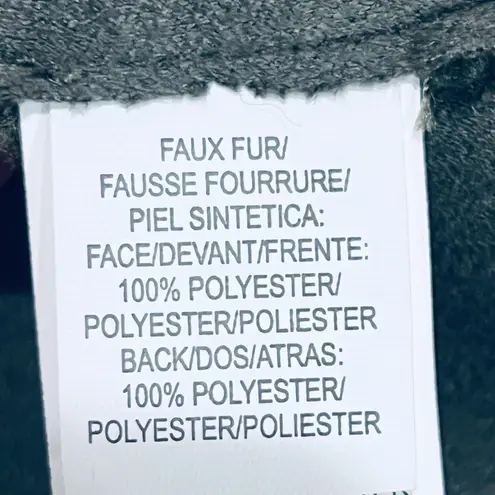 FAUX FUR/
FAUSSE FOURRURE/
PIEL SINTETICA:
FACE/DEVANT/FRENTE:
100% POLYESTER/
POLYESTER/POLIESTER
BACK/DOS/ATRAS:
100% POLYESTER/
POLYESTER/POLIESTER